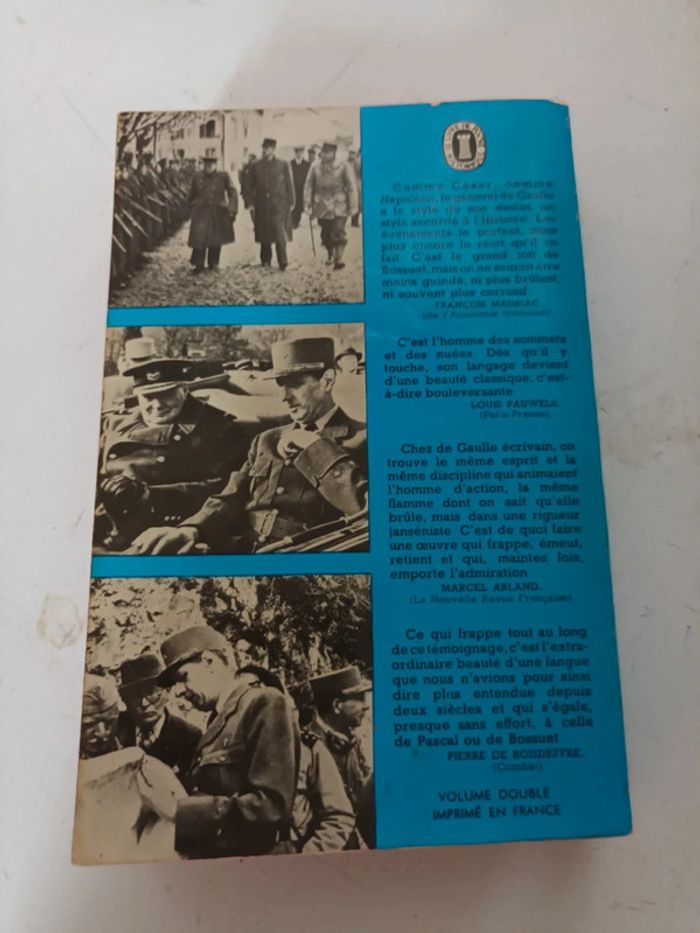 Comme César, comme
Napoléon, le général de Gaulle
a le style de son destin, un
style accordé à l'Histoire. Les
événements le portent, mais
plus encore le récit qu'il en
fait. C'est le grand ton de
Bossuet, mais on ne saurait être
moins guindé, ni plus brûlant,
ni souvent plus corrosif
FRANÇOIS MAURIAC.
(de l'Académie française)
C'est l'homme des sommets
et des nuées Dès qu'il y
touche, son langage devient
d'une beauté classique, c'est-
à-dire bouleversante
LOUIS PAUWELS.
(Paris-Presse)
Chez de Gaulle écrivain, on
trouve le même esprit et la
même discipline qui animaient
l'homme d'action, la même
flamme dont on sait qu'elle
brûle, mais dans une rigueur
janséniste C'est de quoi faire
une œuvre qui frappe, émeut,
retient et qui, maintes fois,
emporte l'admiration
MARCEL ARLAND.
(La Nouvelle Revue Française)
Ce qui frappe tout au long
de ce témoignage, c'est l'extra-
ordinaire beauté d'une langue
que nous n'avions pour ainsi
dire plus entendue depuis
deux siècles et qui s'égale,
presque sans effort, à celle
de Pascal ou de Bossuet
PIERRE DE BOISDEFFRE.
(Combat)
VOLUME DOUBLE
IMPRIMÉ EN FRANCE